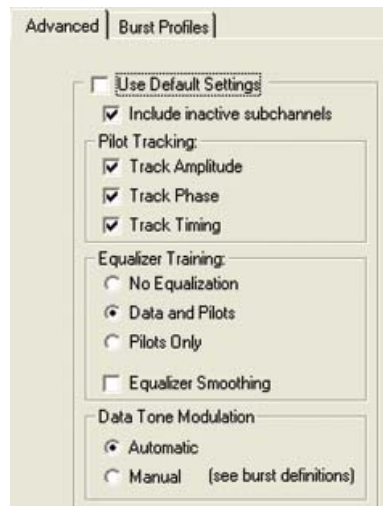 Advanced Burst Profiles
Use Default Settings
Include inactive subchannels
Pilot Tracking:
Track Amplitude
Track Phase
Track Timing
Equalizer Training:
No Equalization
Data and Pilots
Pilots Only
Equalizer Smoothing
Data Tone Modulation
Automatic
Manual (see burst definitions)